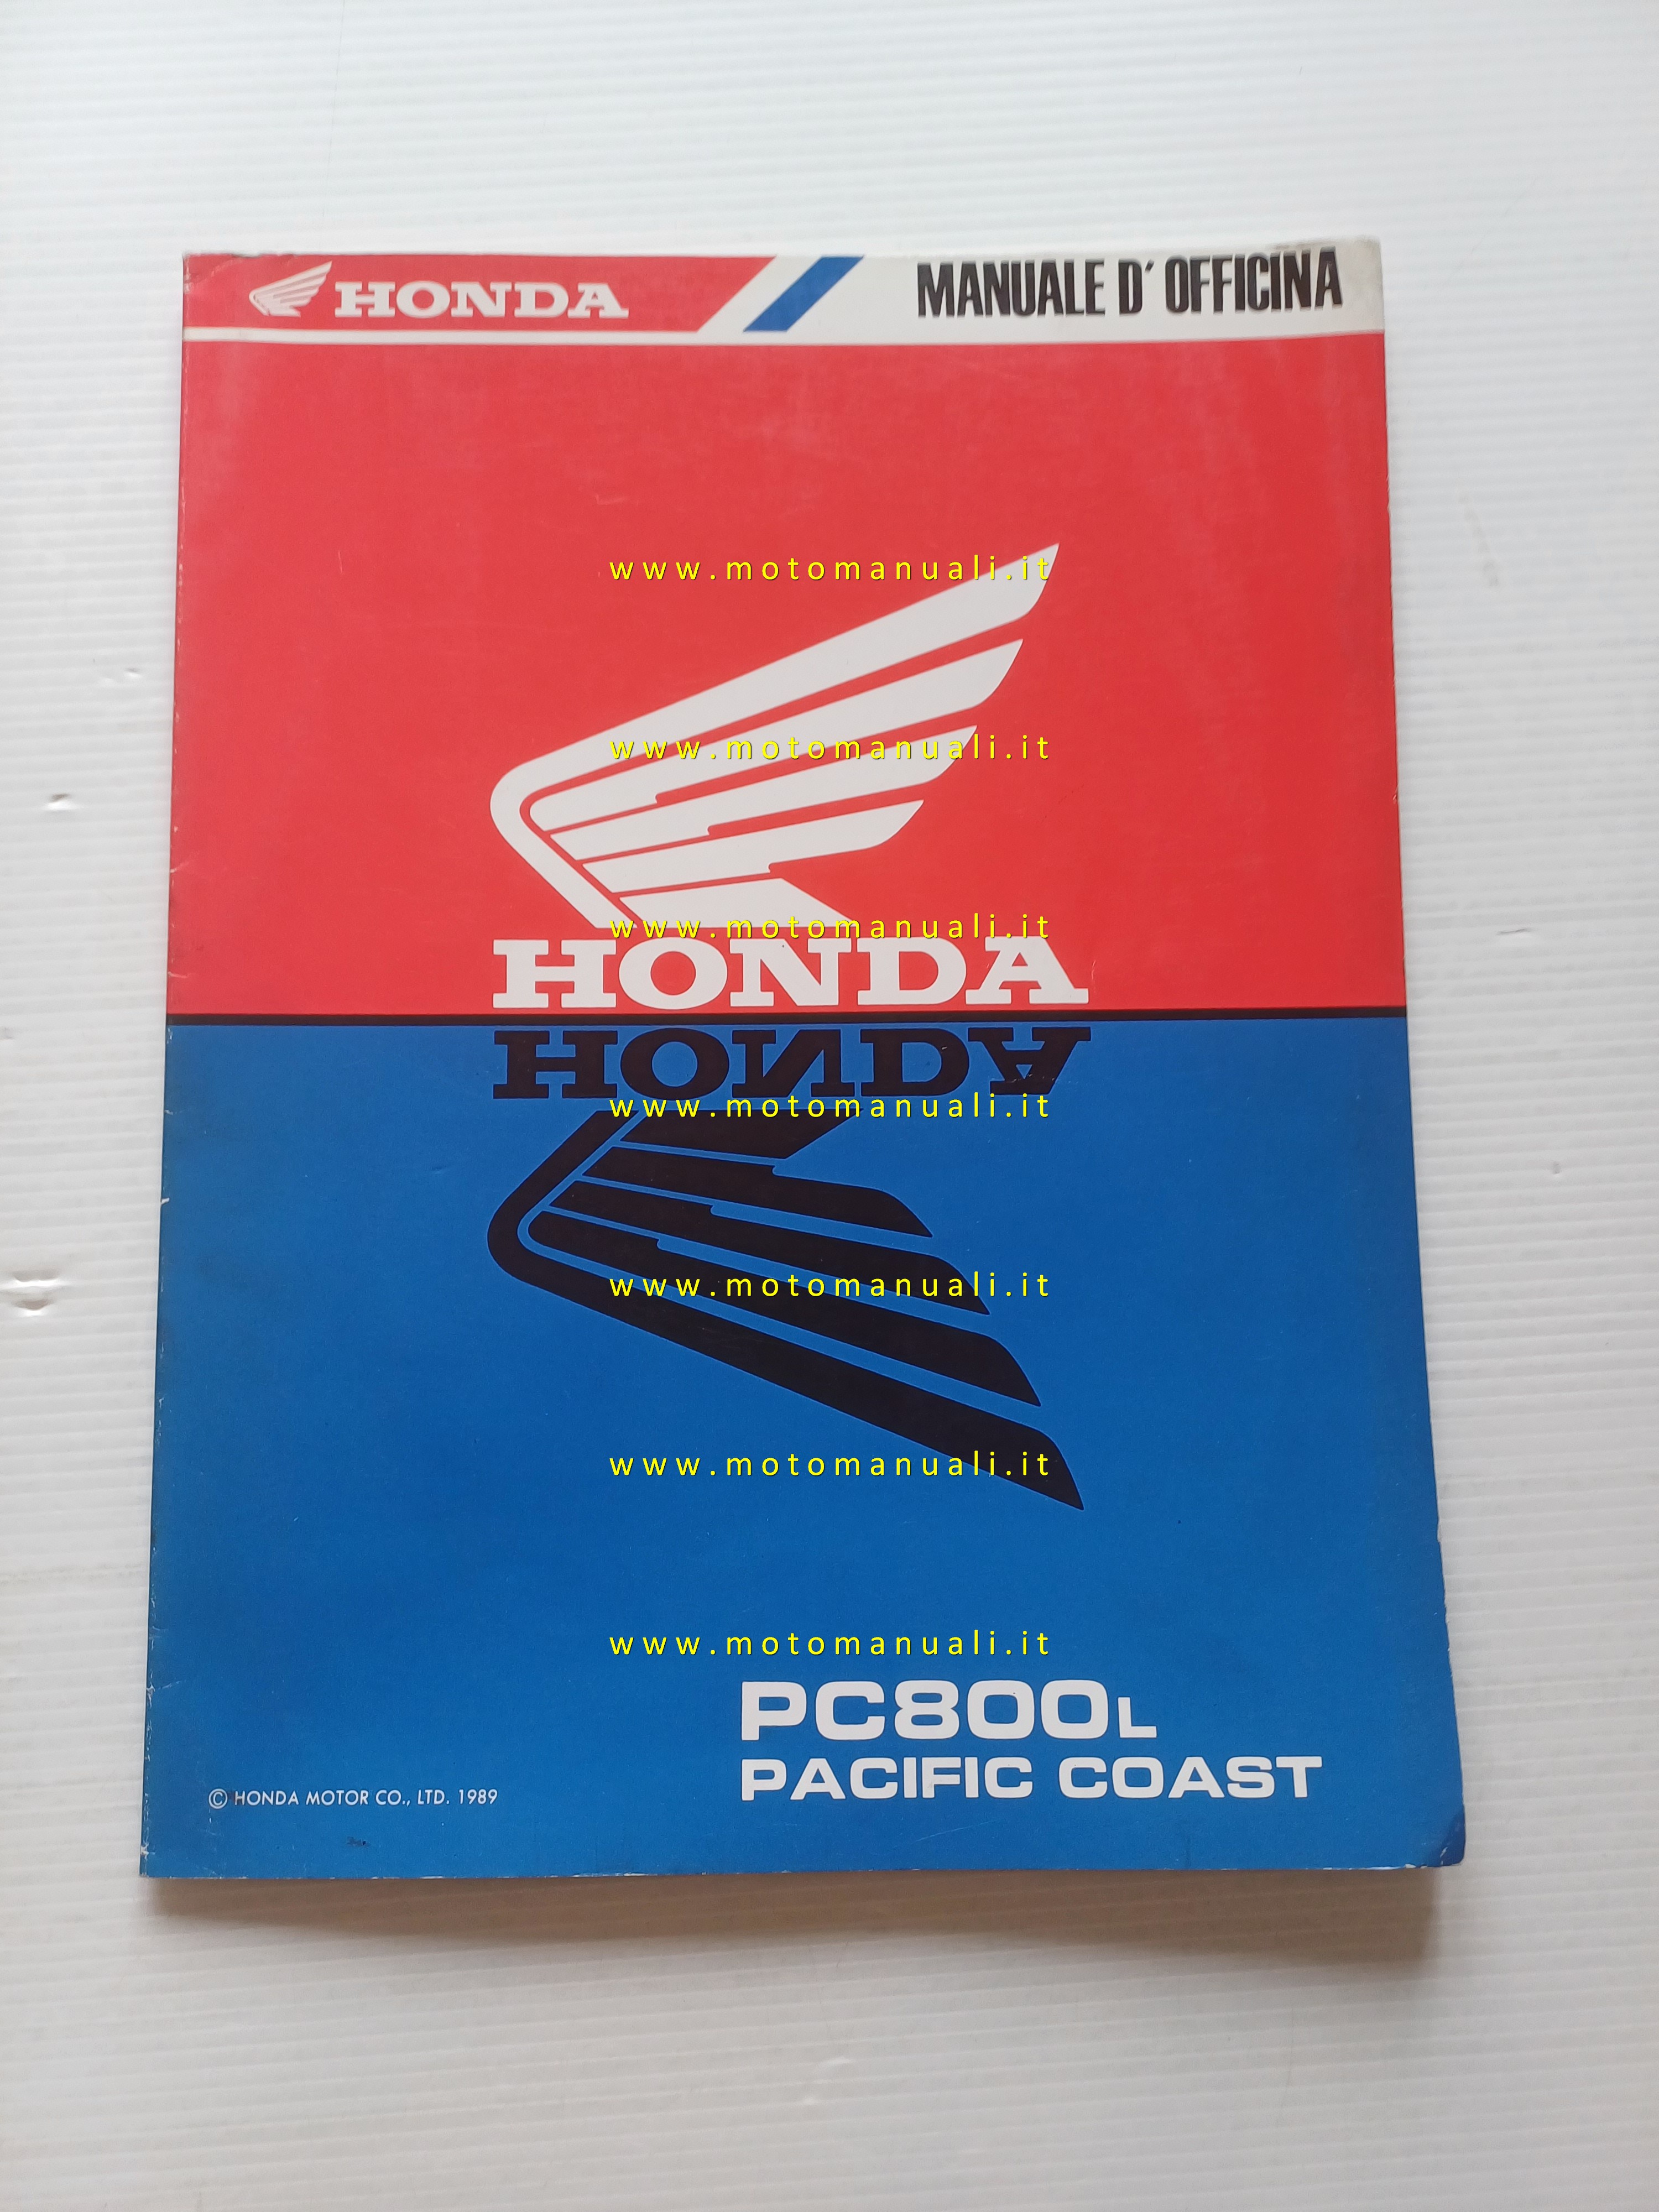 HONDA MANUALE D' OFFICINA
www.motomanuali.it
www.motomanuali.it
www.motomanuali.it
HONDA
HONDA
www.motomanuali.it
www.motomanuali.it
www.motomanuali.it
www.motomanuali.it
PC800L
PACIFIC COAST
© HONDA MOTOR CO., LTD. 1989